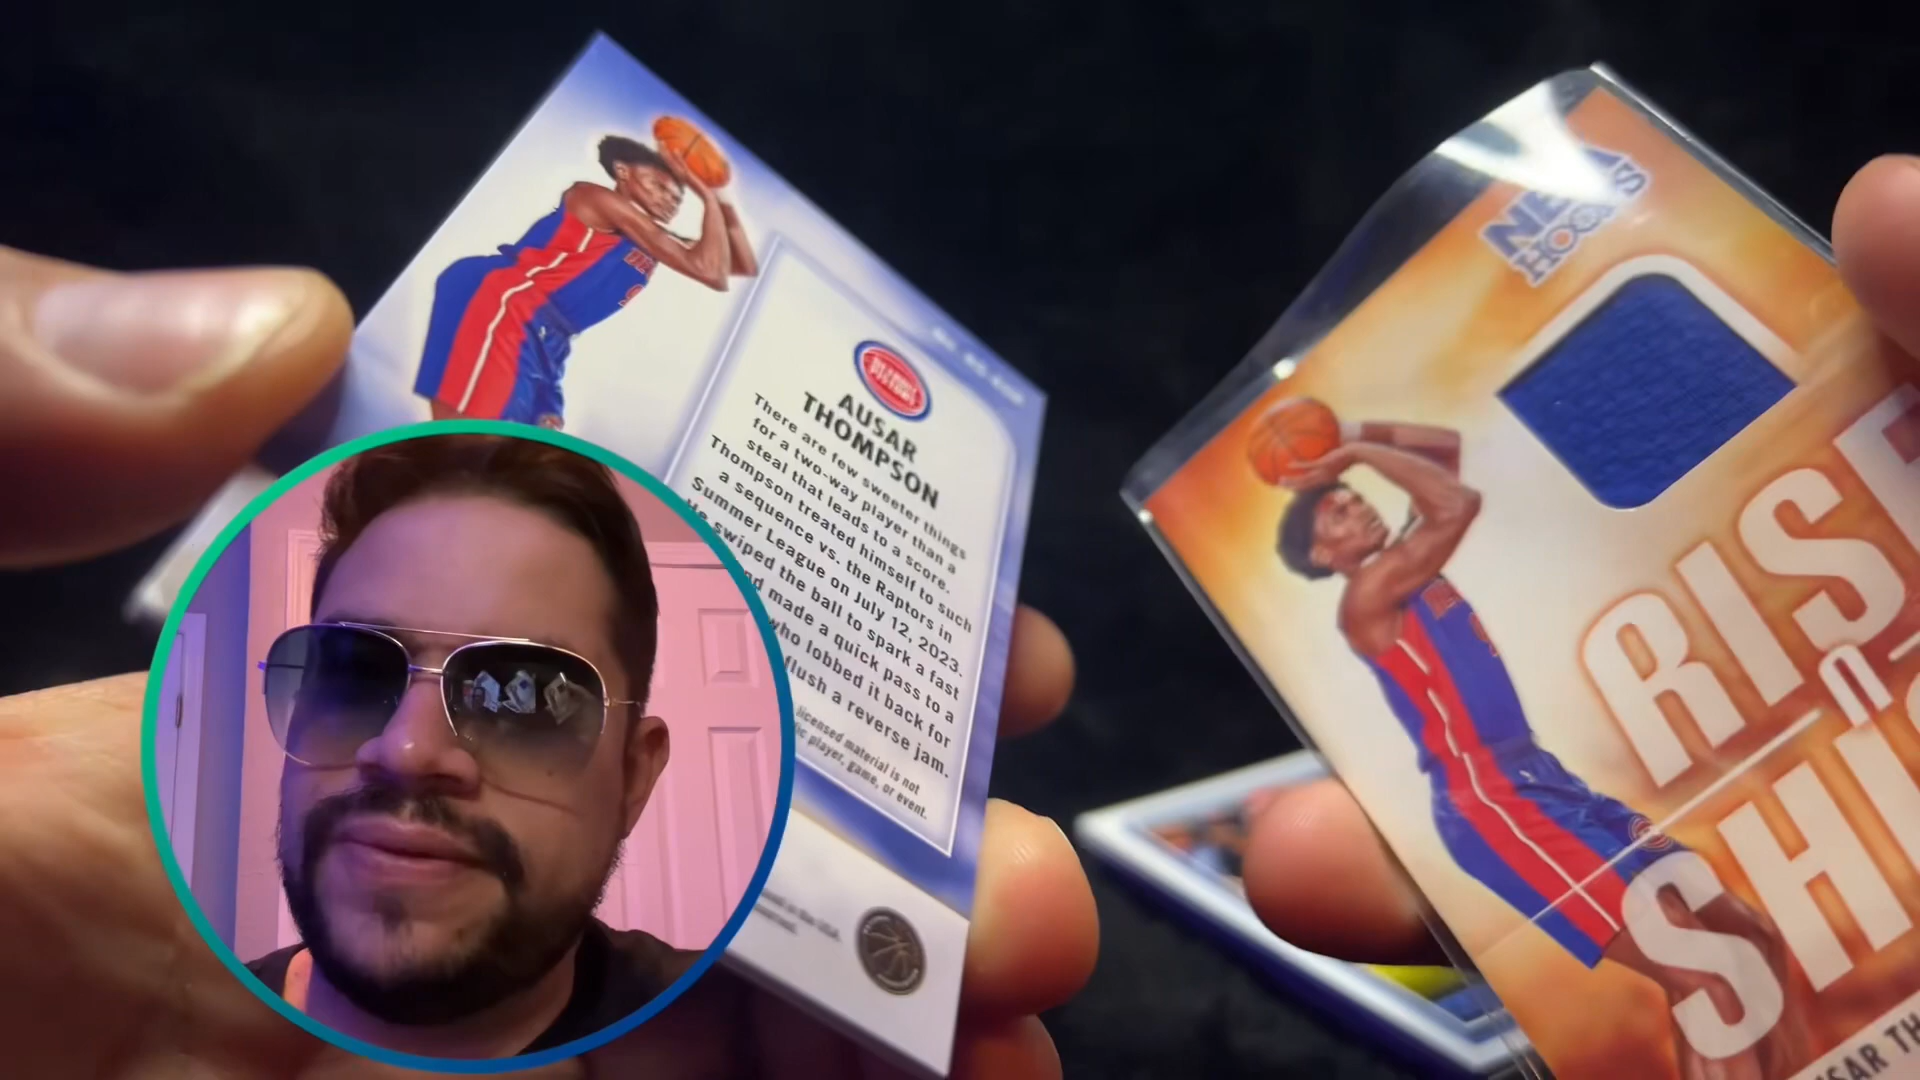 AUSAR
THOMPSON
There are few sweeter things
for a two-way player than a
steal that leads to a score.
Thompson treated himself to such
a sequence vs. the Raptors in
Summer League on July 12, 2023.
He swiped the ball to spark a fast
made a quick pass to a
who lobbed it back for
flush a reverse jam.
licensed material is not
player, game, or event.
NBA
HOOPS
RISE
n
SH